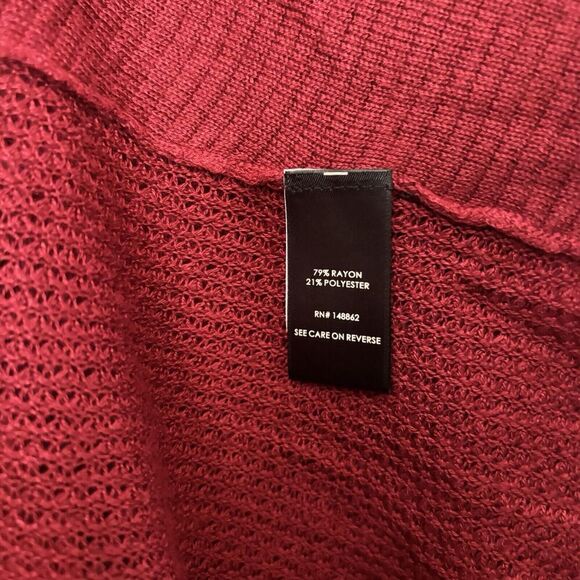 79% RAYON
21% POLYESTER
RN# 148862
SEE CARE ON REVERSE